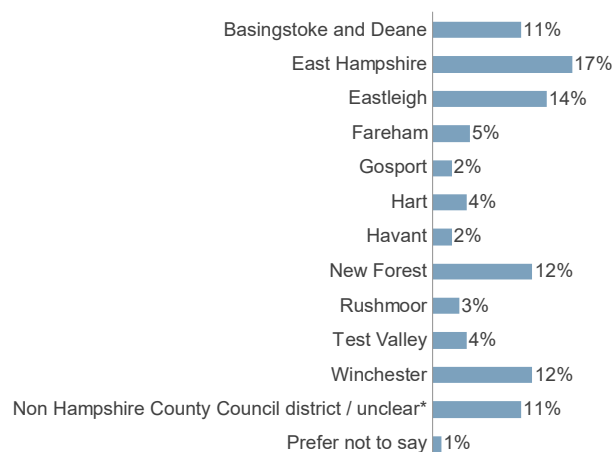 Basingstoke and Deane 11%
East Hampshire 17%
Eastleigh 14%
Fareham 5%
Gosport 2%
Hart 4%
Havant 2%
New Forest 12%
Rushmoor 3%
Test Valley 4%
Winchester 12%
Non Hampshire County Council district / unclear* 11%
Prefer not to say 1%